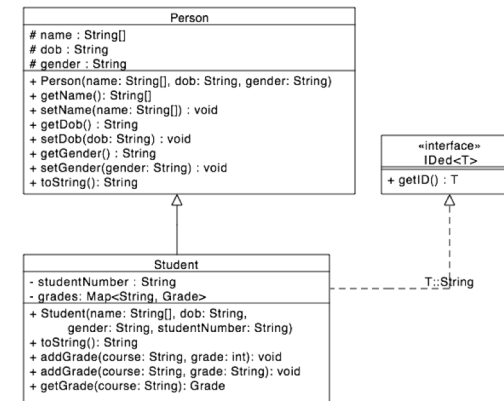 Person
# name : String[]
# dob : String
# gender : String
+ Person(name: String[], dob: String, gender: String)
+ getName(): String[]
+ setName(name: String[]) : void
+ getDob() : String
+ setDob(dob: String) : void
+ getGender() : String
+ setGender(gender: String) : void
+ toString(): String
«interface»
IDed<T>
+ getID() : T
T::String
Student
- studentNumber : String
- grades: Map<String, Grade>
+ Student(name: String[], dob: String,
gender: String, studentNumber: String)
+ toString(): String
+ addGrade(course: String, grade: int): void
+ addGrade(course: String, grade: String): void
+ getGrade(course: String): Grade